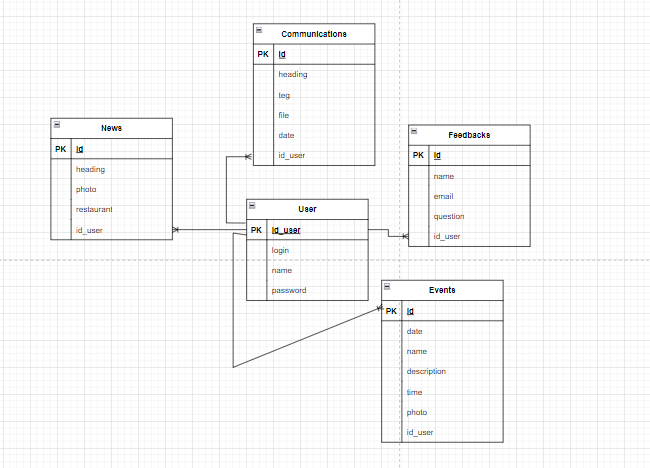 Communications
PK id
heading
teg
file
date
id_user
News
PK id
heading
photo
restaurant
id_user
Feedbacks
PK id
name
email
question
id_user
User
PK id_user
login
name
password
Events
PK id
date
name
description
time
photo
id_user